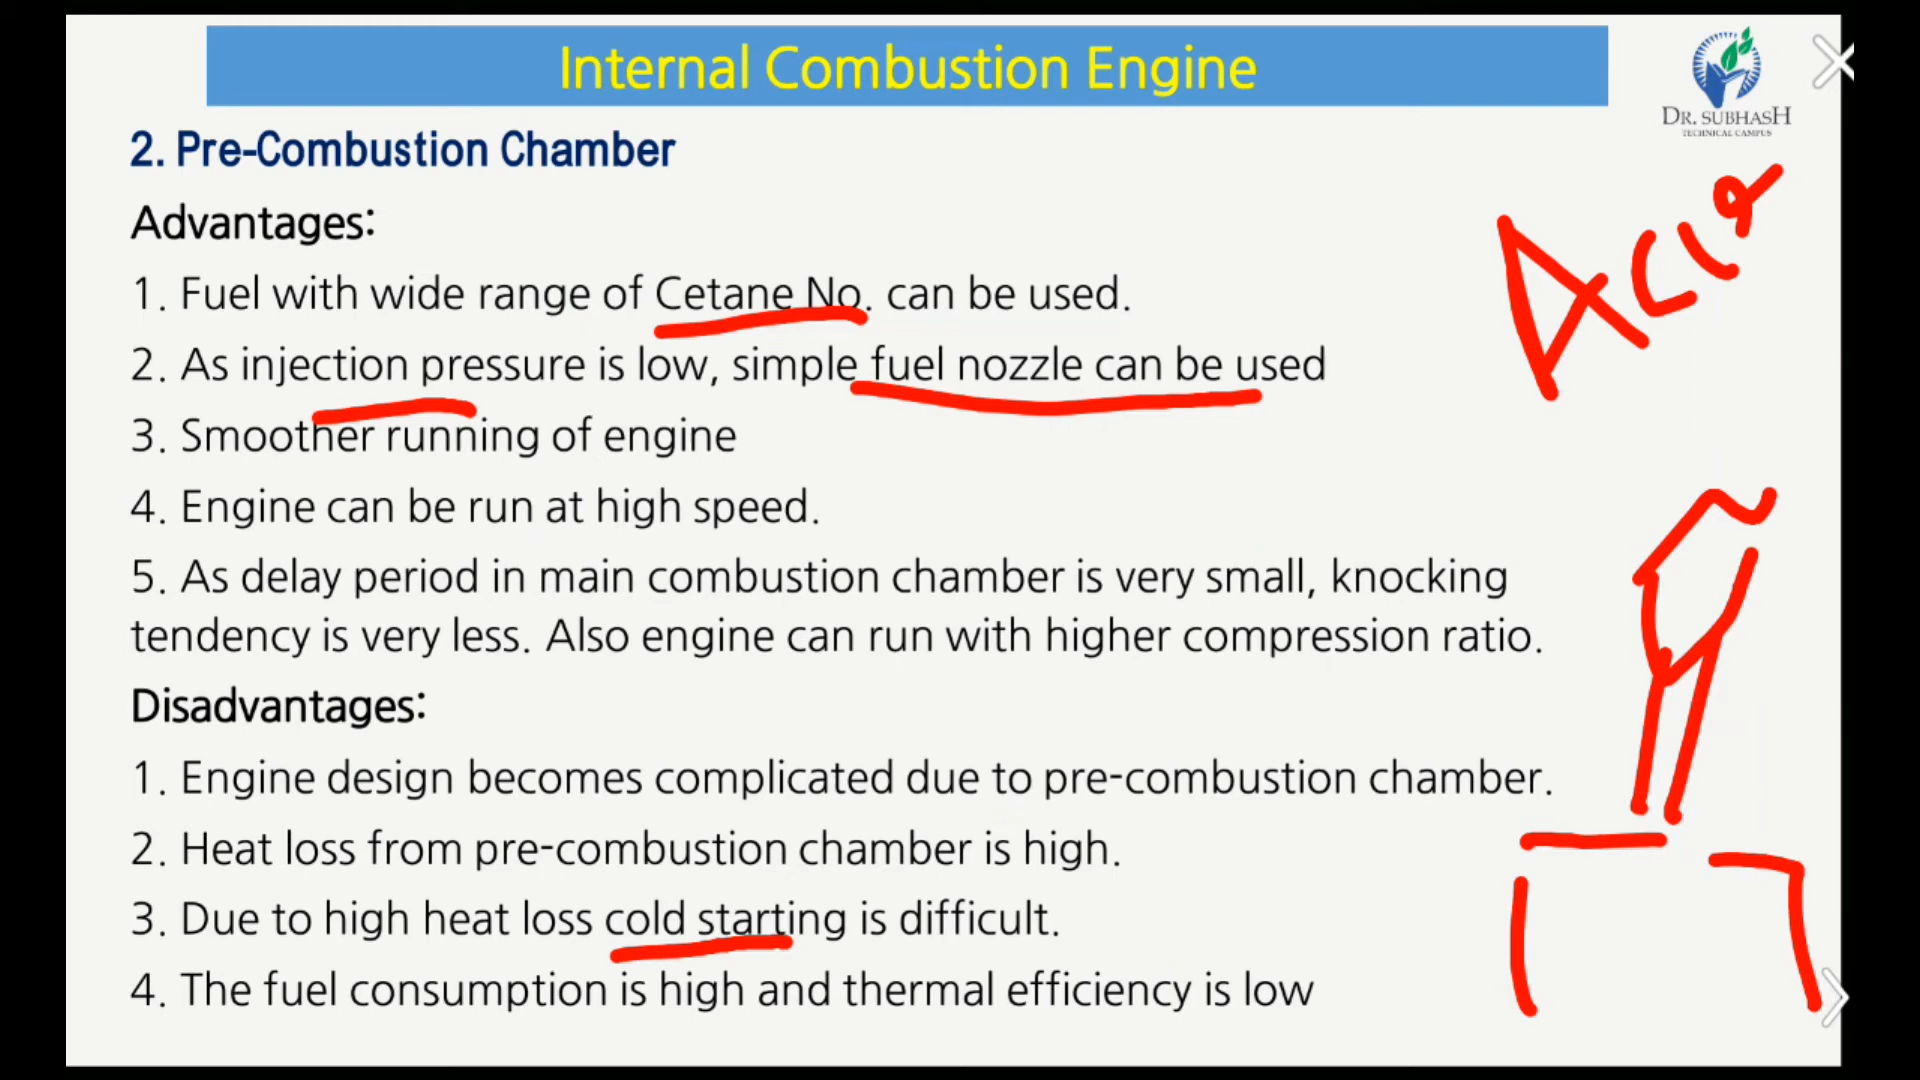 Internal Combustion Engine
DR. SUBHASH
TECHNICAL CAMPUS
2. Pre-Combustion Chamber
Advantages:
1. Fuel with wide range of Cetane No. can be used.
2. As injection pressure is low, simple fuel nozzle can be used
3. Smoother running of engine
4. Engine can be run at high speed.
5. As delay period in main combustion chamber is very small, knocking
tendency is very less. Also engine can run with higher compression ratio.
Disadvantages:
1. Engine design becomes complicated due to pre-combustion chamber.
2. Heat loss from pre-combustion chamber is high.
3. Due to high heat loss cold starting is difficult.
4. The fuel consumption is high and thermal efficiency is low